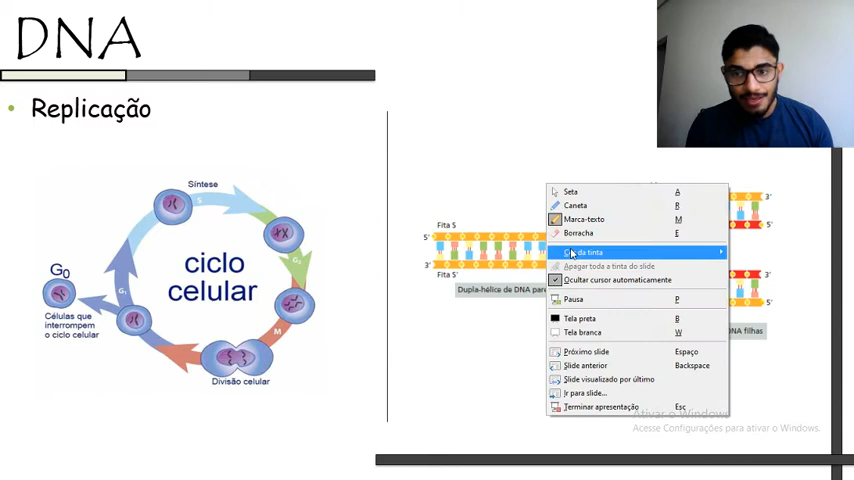 DNA
• Replicação
Síntese
S
G₂
M
G₁
G₀
Células que
interrompem
o ciclo celular
ciclo
celular
Divisão celular
Fita S
5'
3'
Fita S'
Dupla-hélice de DNA pare
3'
5'
3'
5'
DNA filhas
Seta A
Caneta R
Marca-texto M
Borracha E
da tinta
Apagar toda a tinta do slide
Ocultar cursor automaticamente
Pausa P
Tela preta B
Tela branca W
Próximo slide Espaço
Slide anterior Backspace
Slide visualizado por último
Ir para slide...
Terminar apresentação Esc
Ativar o Windows
Acesse Configurações para ativar o Windows.